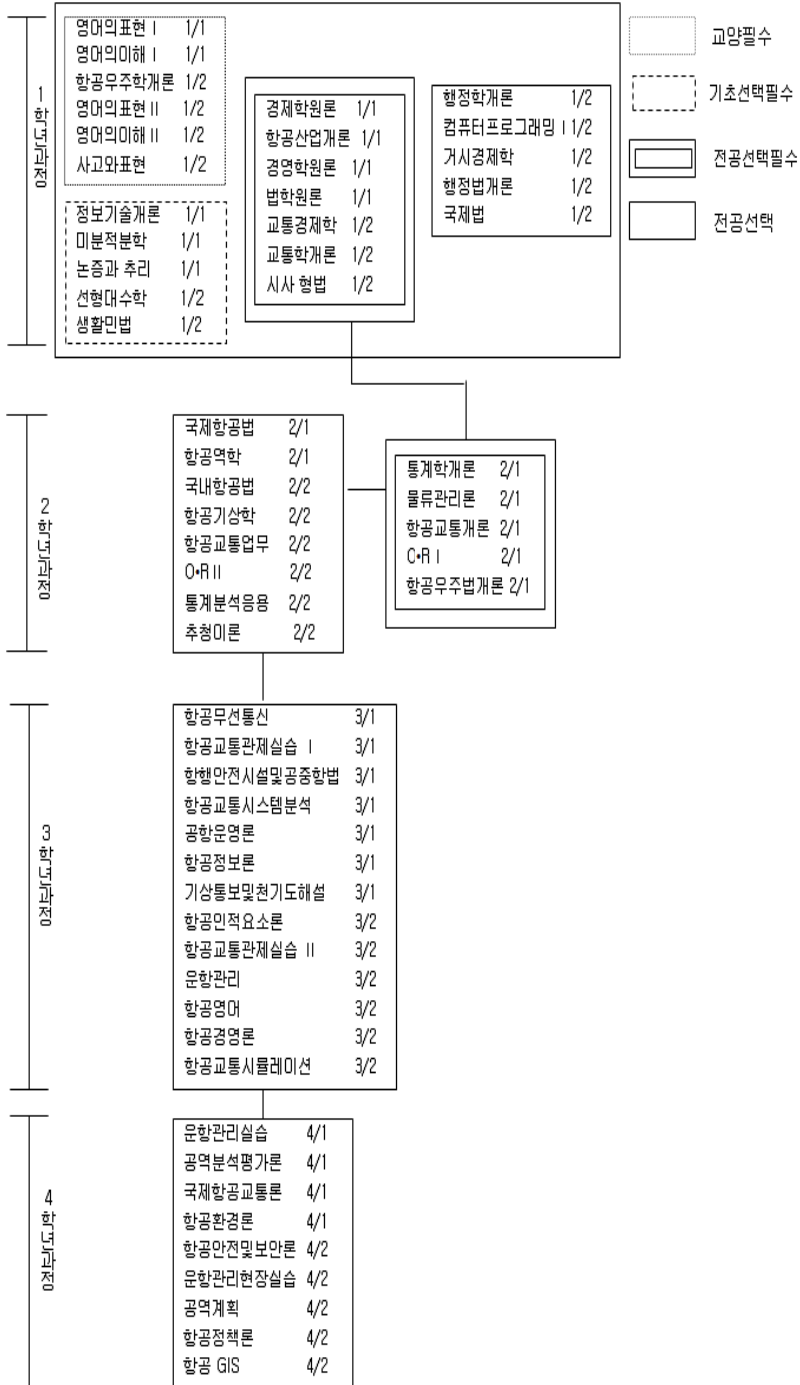 1학년과정
영어의표현 I 1/1
영어의이해 I 1/1
항공우주학개론 1/2
영어의표현 II 1/2
영어의이해 II 1/2
사고와표현 1/2
정보기술개론 1/1
미분적분학 1/1
논증과 추리 1/1
선형대수학 1/2
생활민법 1/2
경제학원론 1/1
항공산업개론 1/1
경영학원론 1/1
법학원론 1/1
교통경제학 1/2
교통학개론 1/2
시사 형법 1/2
행정학개론 1/2
컴퓨터프로그래밍 I 1/2
거시경제학 1/2
행정법개론 1/2
국제법 1/2
교양필수
기초선택필수
전공선택필수
전공선택
2학년과정
국제항공법 2/1
항공역학 2/1
국내항공법 2/2
항공기상학 2/2
항공교통업무 2/2
O•R II 2/2
통계분석응용 2/2
추청이론 2/2
통계학개론 2/1
물류관리론 2/1
항공교통개론 2/1
O•R I 2/1
항공우주법개론 2/1
3학년과정
항공무선통신 3/1
항공교통관제실습 I 3/1
항행안전시설및공중항법 3/1
항공교통시스템분석 3/1
공항운영론 3/1
항공정보론 3/1
기상통보및천기도해설 3/1
항공인적요소론 3/2
항공교통관제실습 II 3/2
운항관리 3/2
항공영어 3/2
항공경영론 3/2
항공교통시뮬레이션 3/2
4학년과정
운항관리실습 4/1
공역분석평가론 4/1
국제항공교통론 4/1
항공환경론 4/1
항공안전및보안론 4/2
운항관리현장실습 4/2
공역계획 4/2
항공정책론 4/2
항공 GIS 4/2